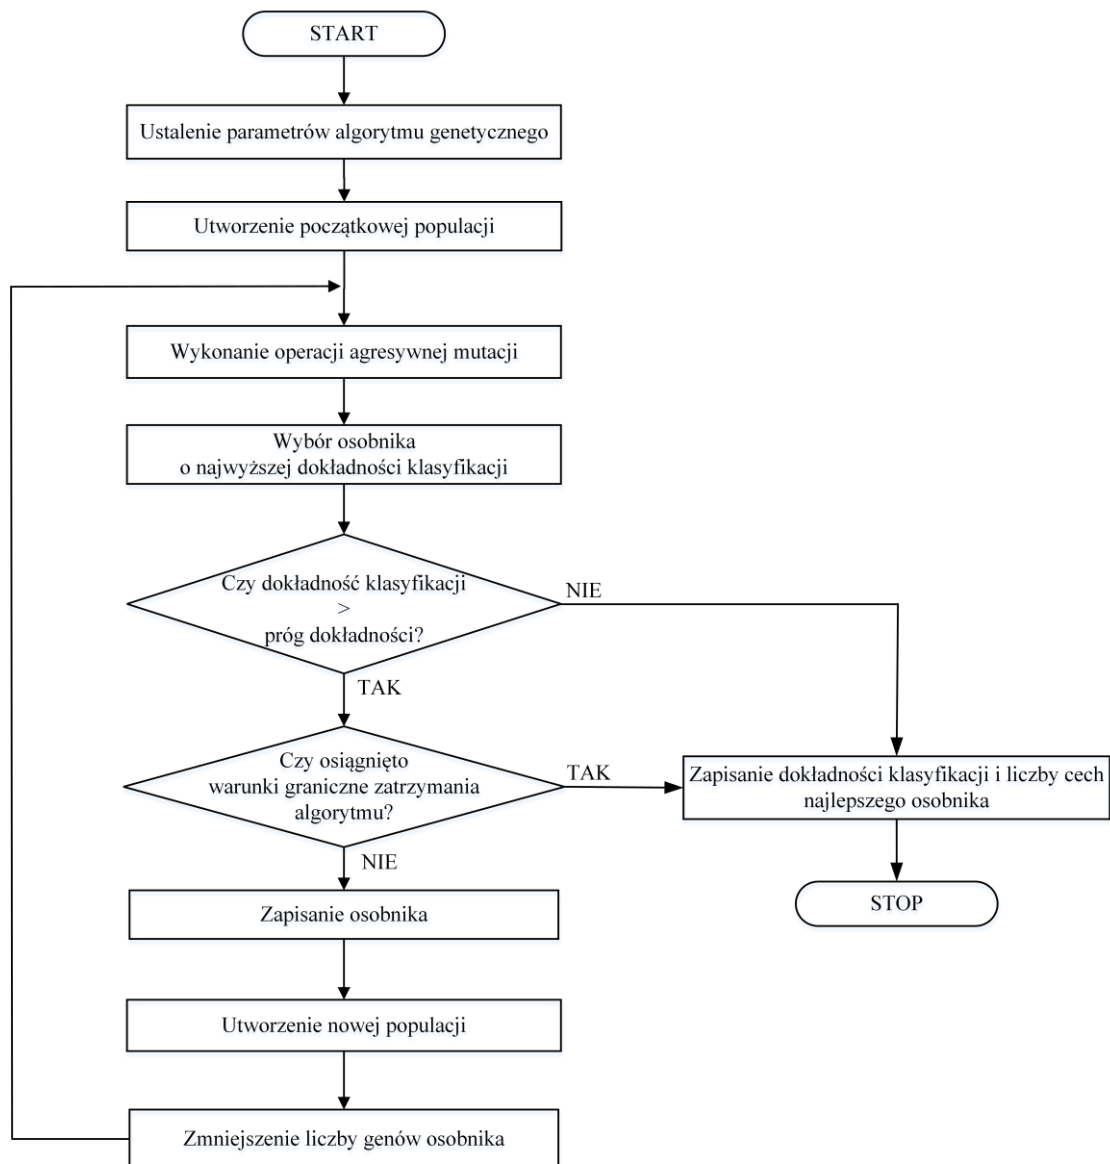 START
Ustalenie parametrów algorytmu genetycznego
Utworzenie początkowej populacji
Wykonanie operacji agresywnej mutacji
Wybór osobnika
o najwyższej dokładności klasyfikacji
Czy dokładność klasyfikacji
>
próg dokładności?
NIE
TAK
Czy osiągnięto
warunki graniczne zatrzymania
algorytmu?
TAK
Zapisanie dokładności klasyfikacji i liczby cech
najlepszego osobnika
NIE
STOP
Zapisanie osobnika
Utworzenie nowej populacji
Zmniejszenie liczby genów osobnika